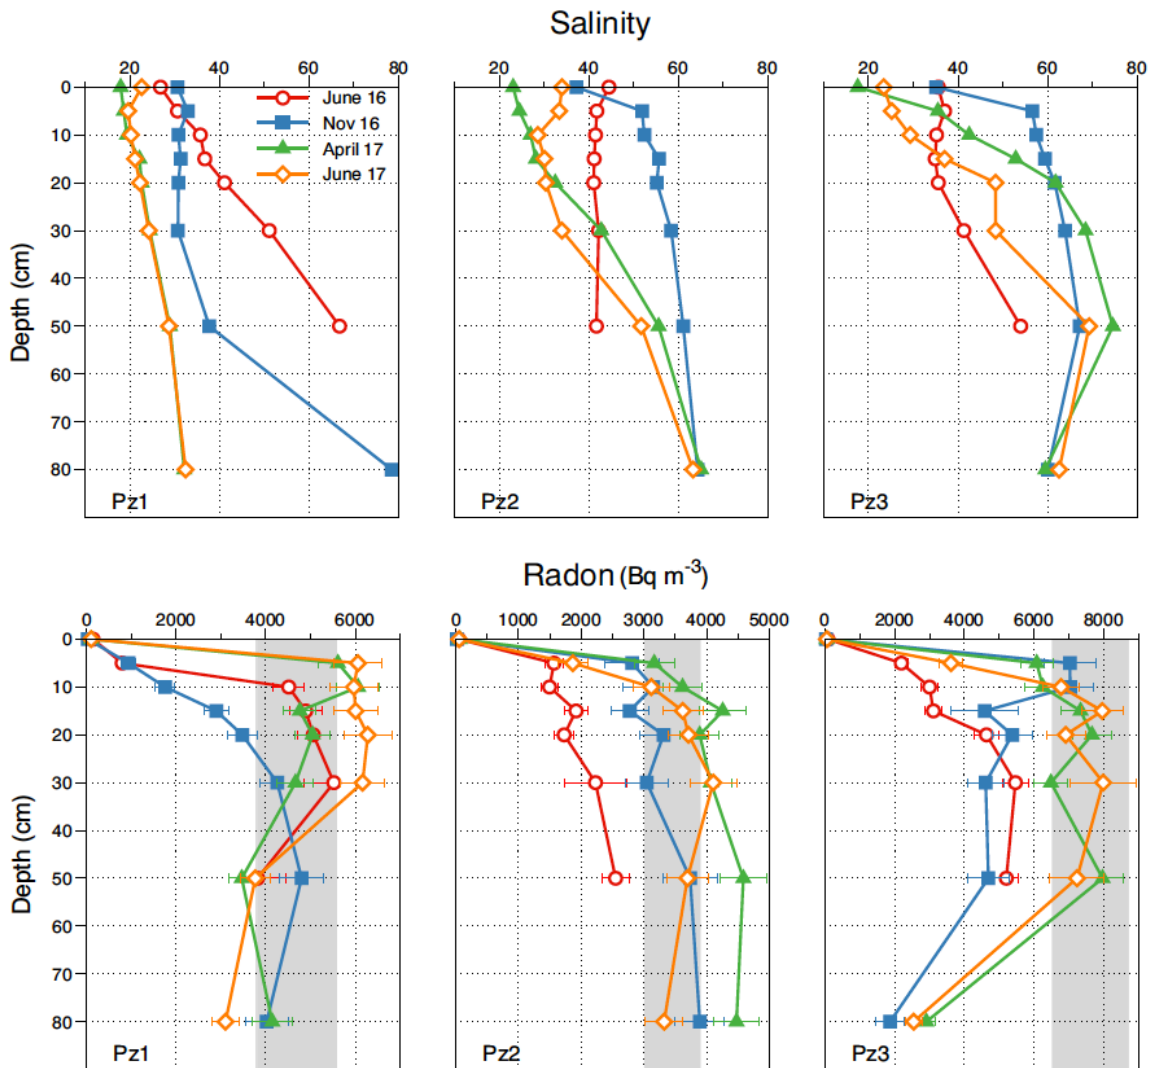 Salinity
20 40 60 80 20 40 60 80 20 40 60 80
0
10
20
30
40
50
60
70
80
Depth (cm)
June 16
Nov 16
April 17
June 17
Pz1 Pz2 Pz3
Radon (Bq m-3)
0 2000 4000 6000 0 1000 2000 3000 4000 5000 0 2000 4000 6000 8000
0
10
20
30
40
50
60
70
80
Depth (cm)
Pz1 Pz2 Pz3